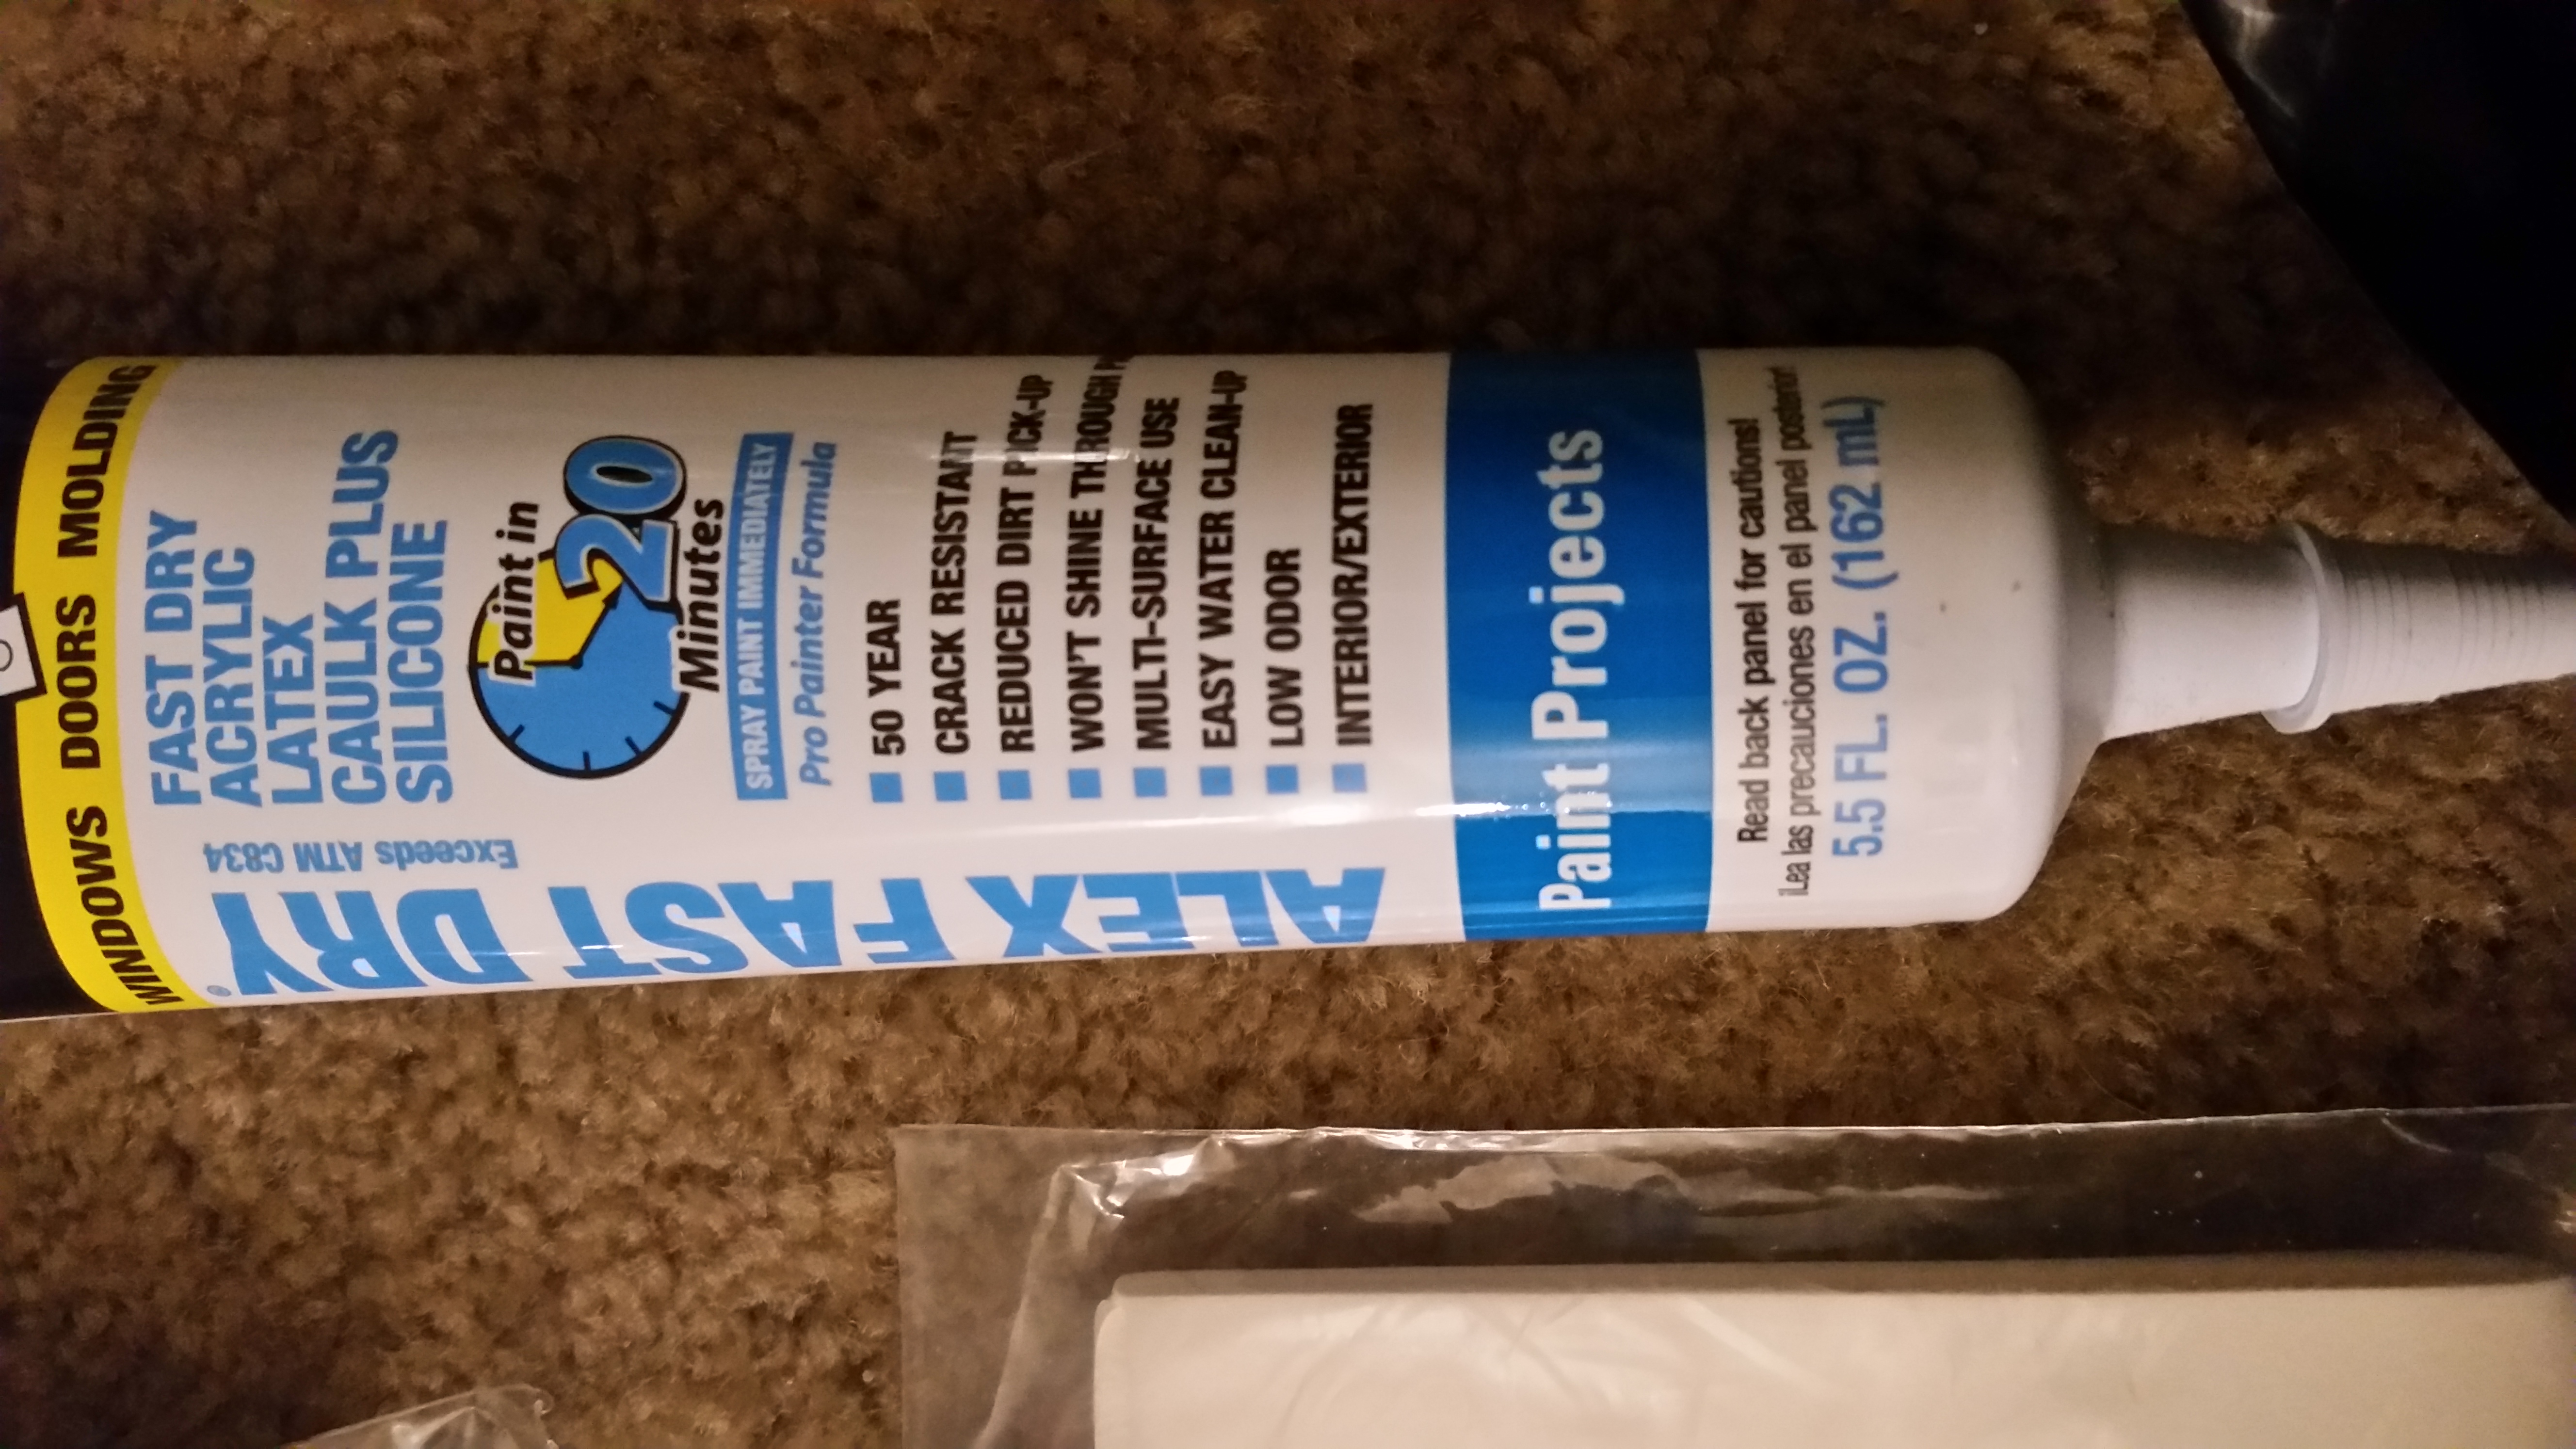 WINDOWS DOORS MOLDING
FAST DRY
ACRYLIC
LATEX
CAULK PLUS
SILICONE
Paint in
20
Minutes
SPRAY PAINT IMMEDIATELY
Pro Painter Formula
50 YEAR
CRACK RESISTANT
REDUCED DIRT PICK-UP
WON'T SHINE THROUGH
MULTI-SURFACE USE
EASY WATER CLEAN-UP
LOW ODOR
INTERIOR/EXTERIOR
ALEX FAST DRY®
Exceeds ATM C834
Paint Projects
Read back panel for cautions!
¡Lea las precauciones en el panel posterior!
5.5 FL. OZ. (162 mL)